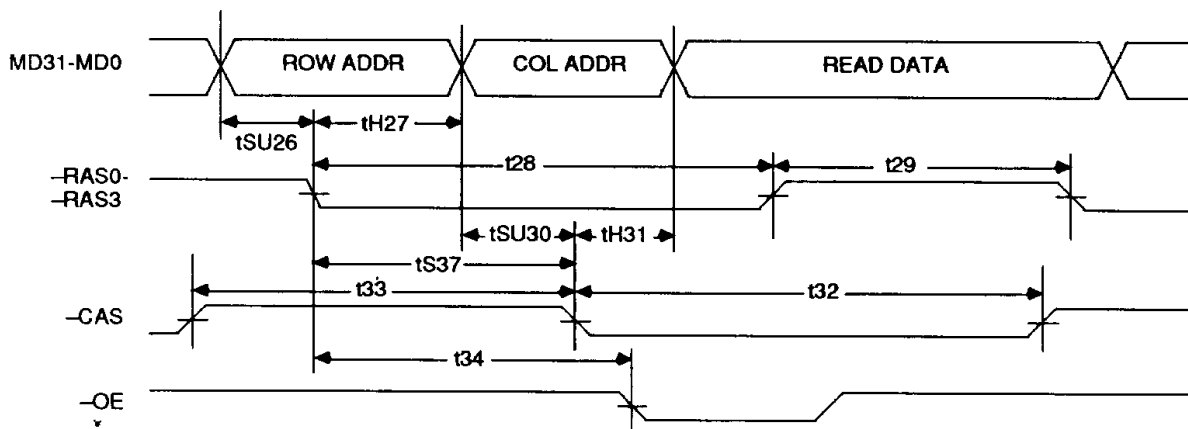 MD31-MD0
ROW ADDR
COL ADDR
READ DATA
tSU26
tH27
t28
t29
–RAS0-
–RAS3
tSU30
tH31
tS37
t33
t32
–CAS
t34
–OE